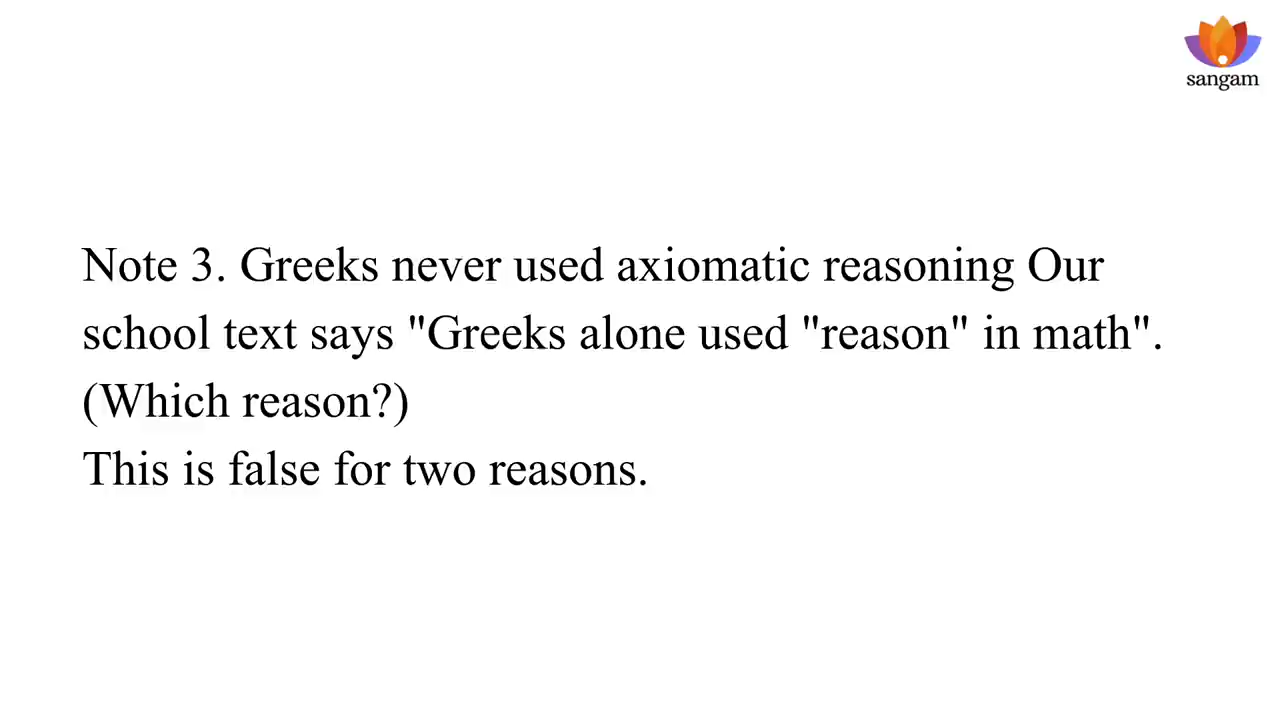 sangam
Note 3. Greeks never used axiomatic reasoning Our
school text says "Greeks alone used "reason" in math".
(Which reason?)
This is false for two reasons.